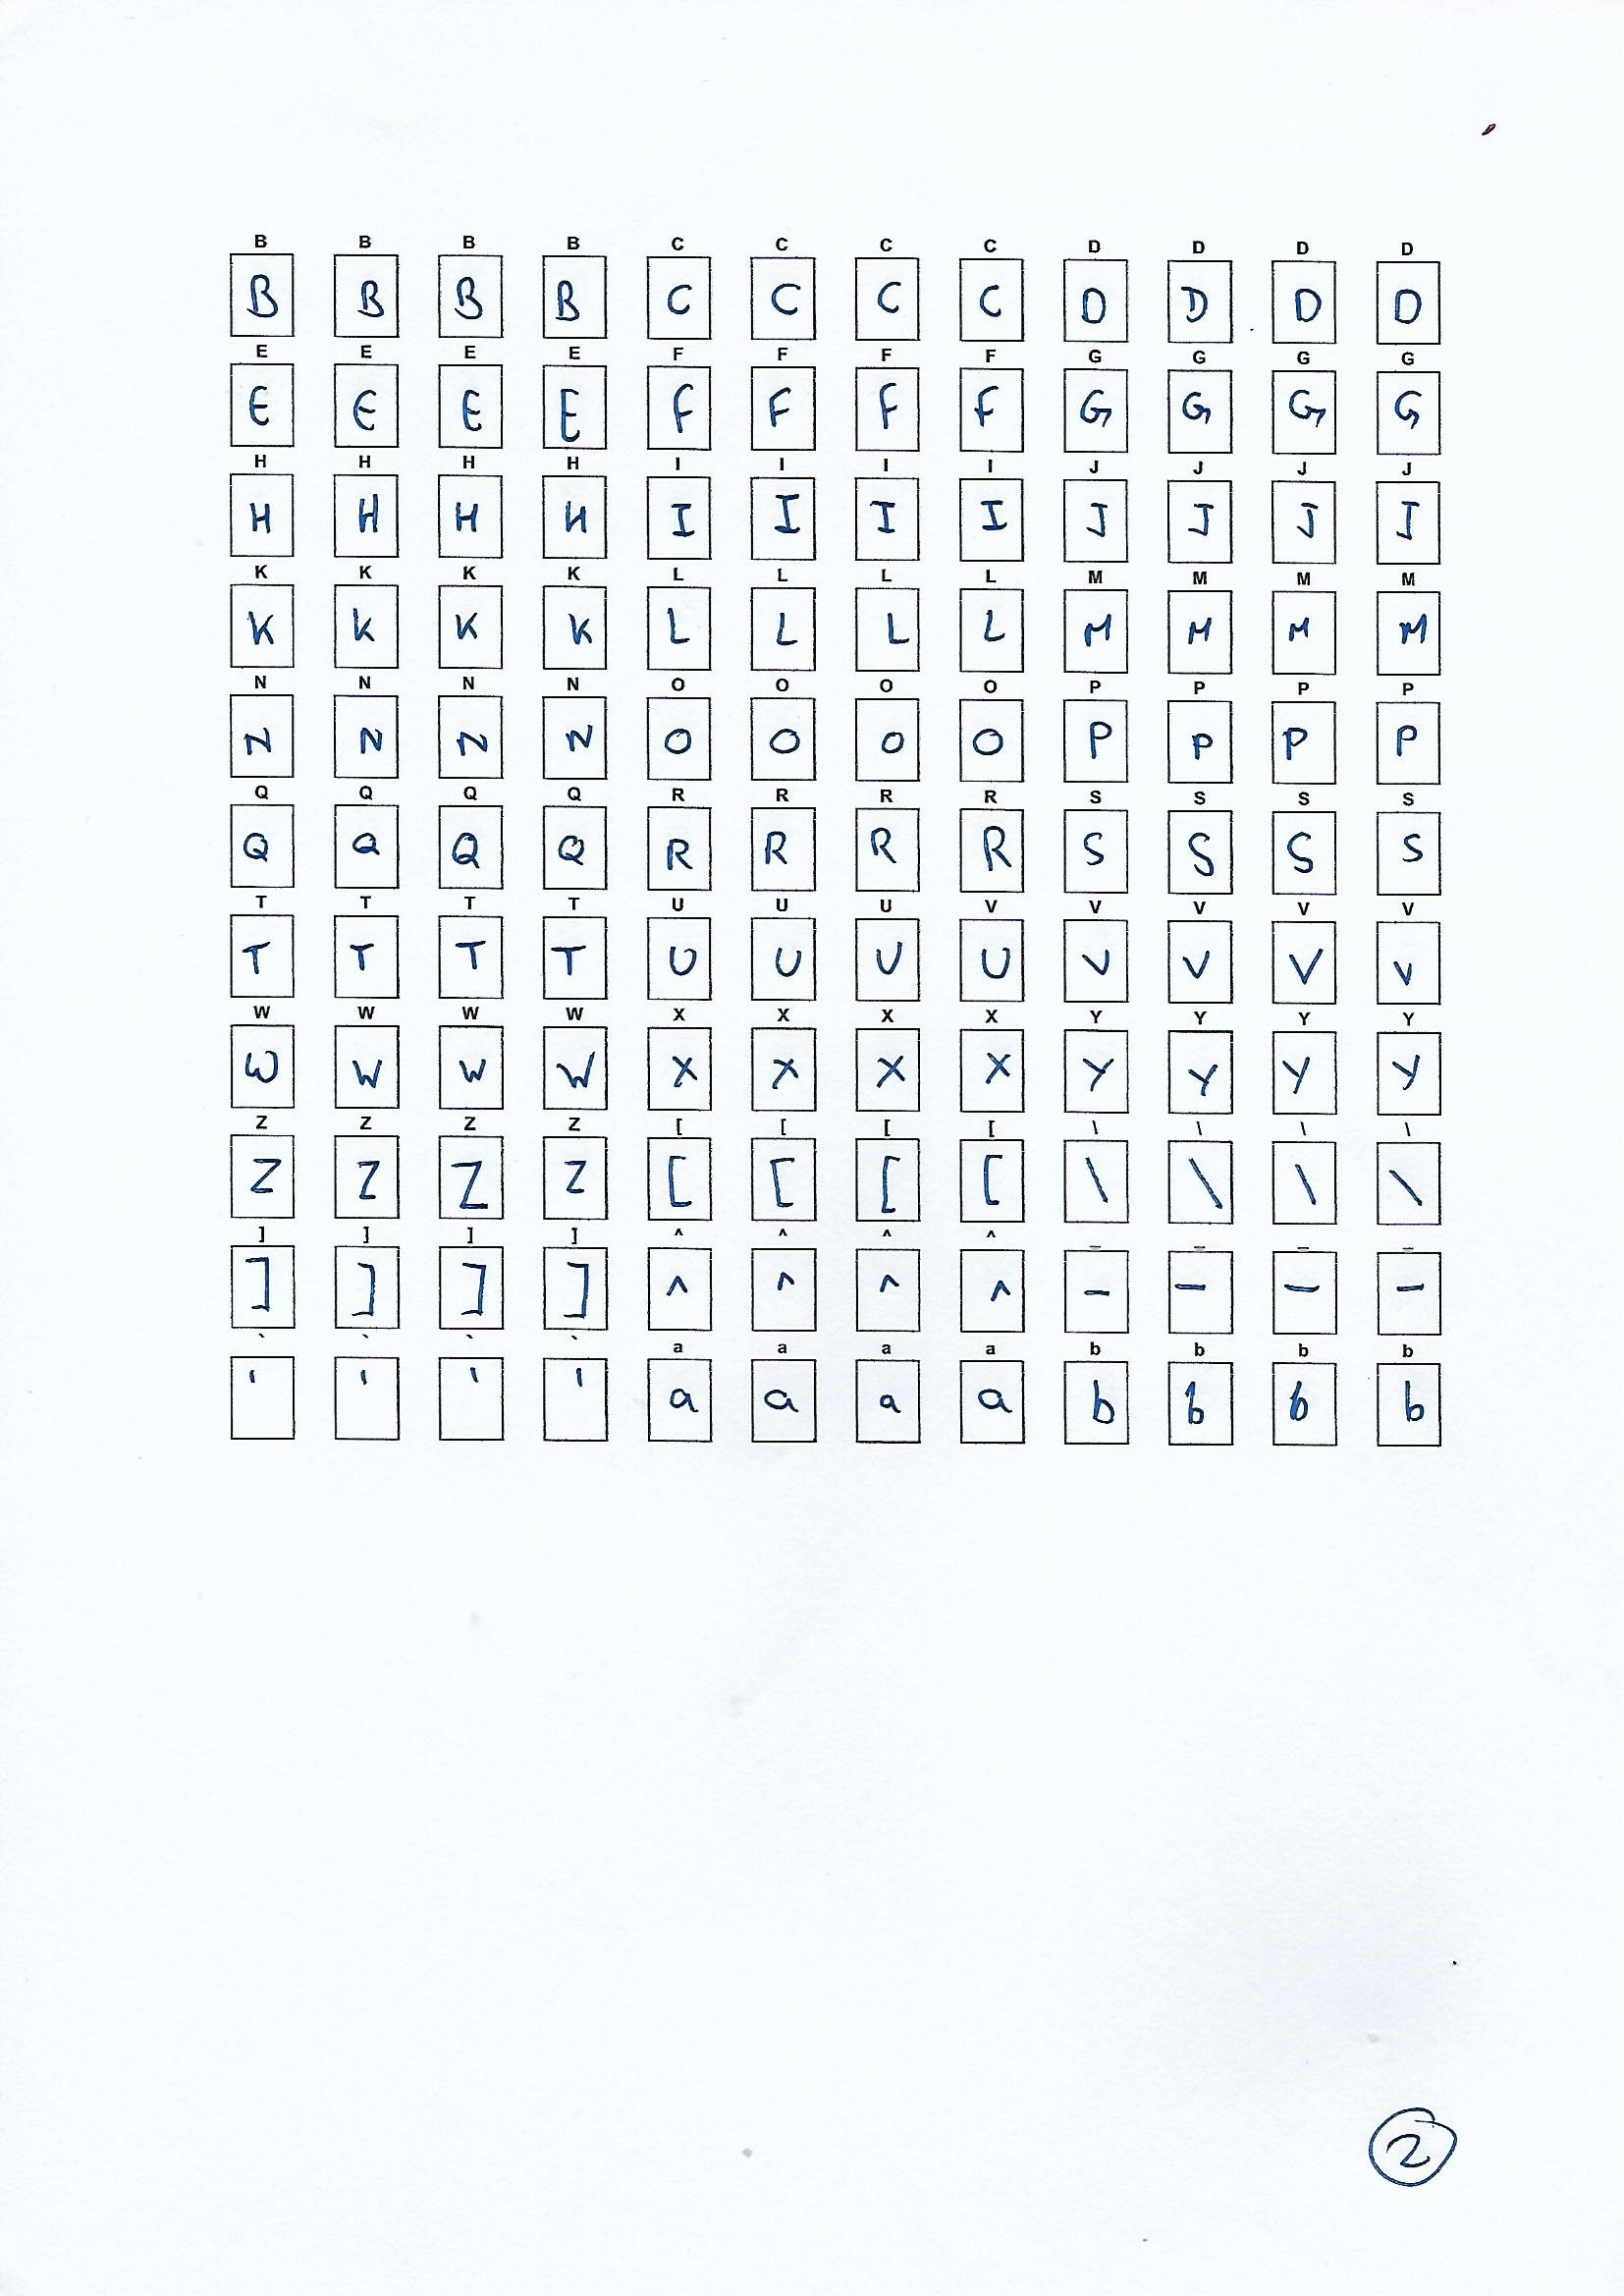 B B B B C C C C D D D D
B B B B C C C C D D D D
E E E E F F F F G G G G
E E E E F F F F G G G G
H H H H I I I I J J J J
H H H H I I I I J J J J
K K K K L L L L M M M M
K K K K L L L L M M M M
N N N N O O O O P P P P
N N N N O O O O P P P P
Q Q Q Q R R R R S S S S
Q Q Q Q R R R R S S S S
T T T T U U U V V V V V
T T T T U U U U V V V V
W W W W X X X X Y Y Y Y
W W W W X X X X Y Y Y Y
Z Z Z Z [ [ [ [ \ \ \ \
Z Z Z Z [ [ [ [ \ \ \ \
] ] ] ] ^ ^ ^ ^ _ _ _ _
] ] ] ] ^ ^ ^ ^ _ _ _ _
` ` ` ` a a a a b b b b
` ` ` ` a a a a b b b b
2